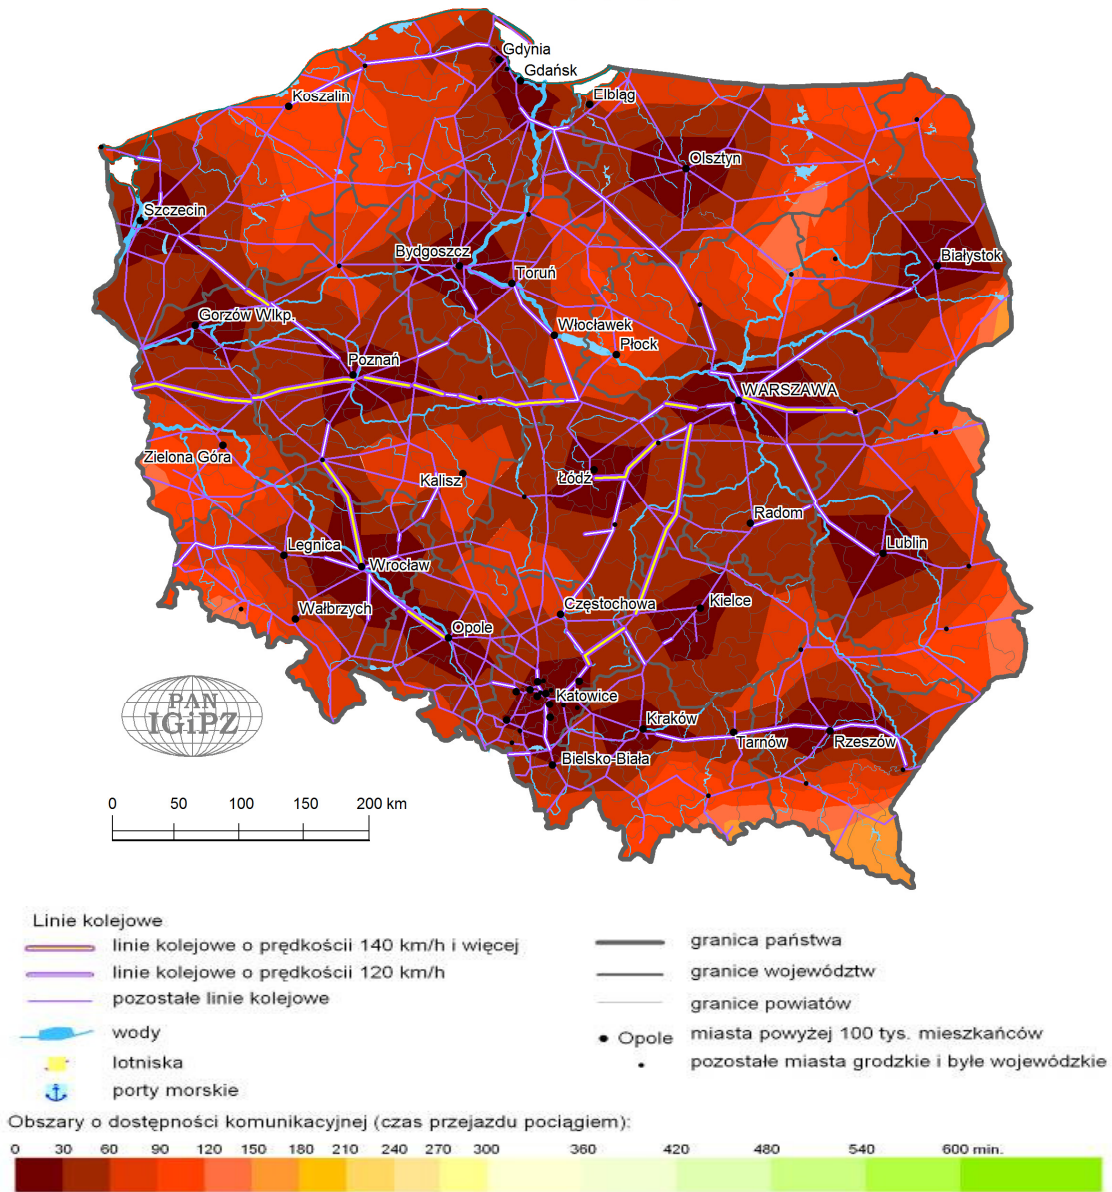 Gdynia
Gdańsk
Koszalin
Elbląg
Olsztyn
Szczecin
Bydgoszcz
Białystok
Toruń
Gorzów Wlkp.
Włocławek
Płock
Poznań
WARSZAWA
Zielona Góra
Kalisz
Łódź
Radom
Legnica
Lublin
Wrocław
Wałbrzych
Częstochowa
Kielce
Opole
PAN
IGiPZ
Katowice
Kraków
Tarnów
Rzeszów
Bielsko-Biała
0 50 100 150 200 km
Linie kolejowe
linie kolejowe o prędkościi 140 km/h i więcej
linie kolejowe o prędkościi 120 km/h
pozostałe linie kolejowe
wody
lotniska
porty morskie
granica państwa
granice województw
granice powiatów
Opole miasta powyżej 100 tys. mieszkańców
pozostałe miasta grodzkie i byłe wojewódzkie
Obszary o dostępności komunikacyjnej (czas przejazdu pociągiem):
0 30 60 90 120 150 180 210 240 270 300 360 420 480 540 600 min.